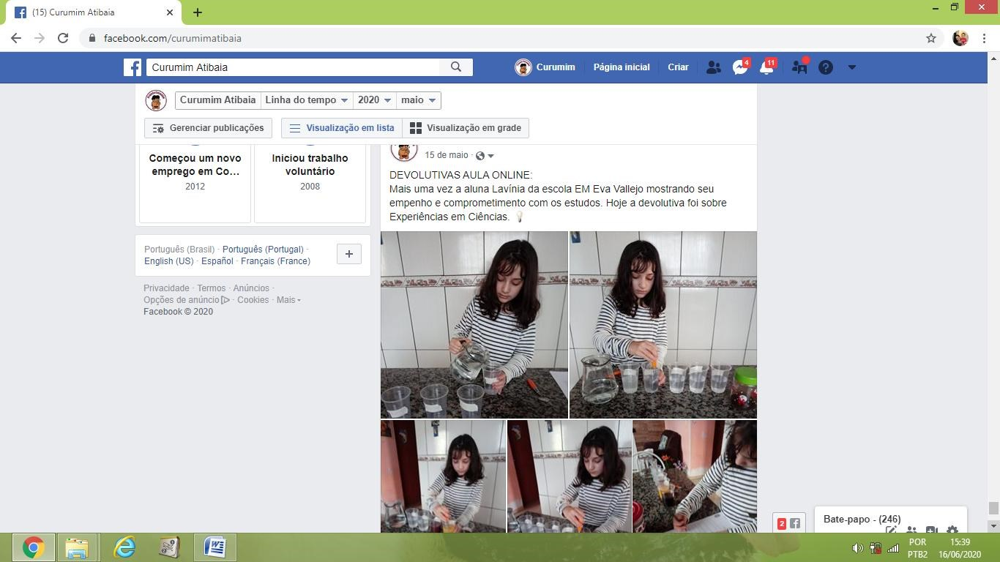 (15) Curumim Atibaia
facebook.com/curumimatibaia
Curumim Atibaia
Curumim
Página inicial
Criar
4
11
Curumim Atibaia
Linha do tempo
2020
maio
Gerenciar publicações
Visualização em lista
Visualização em grade
Começou um novo
emprego em Co...
2012
Iniciou trabalho
voluntário
2008
Português (Brasil) · Português (Portugal) ·
English (US) · Español · Français (France)
Privacidade · Termos · Anúncios ·
Opções de anúncio · Cookies · Mais
Facebook © 2020
15 de maio ·
DEVOLUTIVAS AULA ONLINE:
Mais uma vez a aluna Lavínia da escola EM Eva Vallejo mostrando seu
empenho e comprometimento com os estudos. Hoje a devolutiva foi sobre
Experiências em Ciências.
2
Bate-papo - (246)
POR
PTB2
15:39
16/06/2020